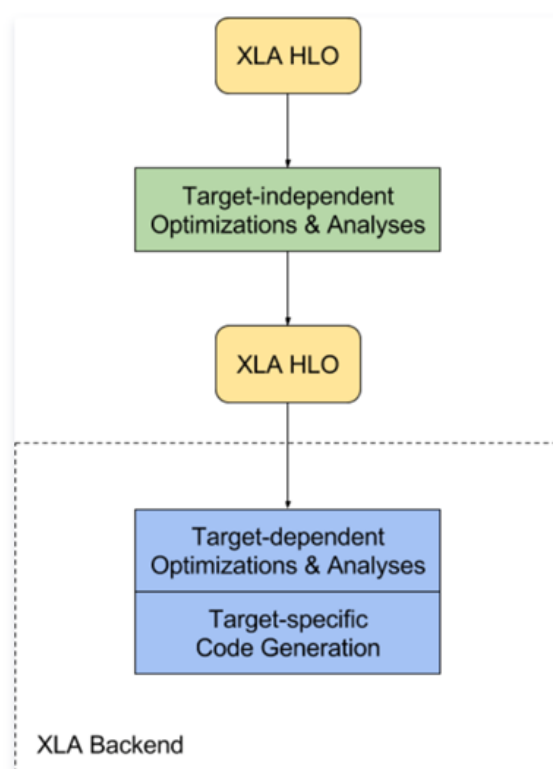 XLA HLO
Target-independent
Optimizations & Analyses
XLA HLO
Target-dependent
Optimizations & Analyses
Target-specific
Code Generation
XLA Backend